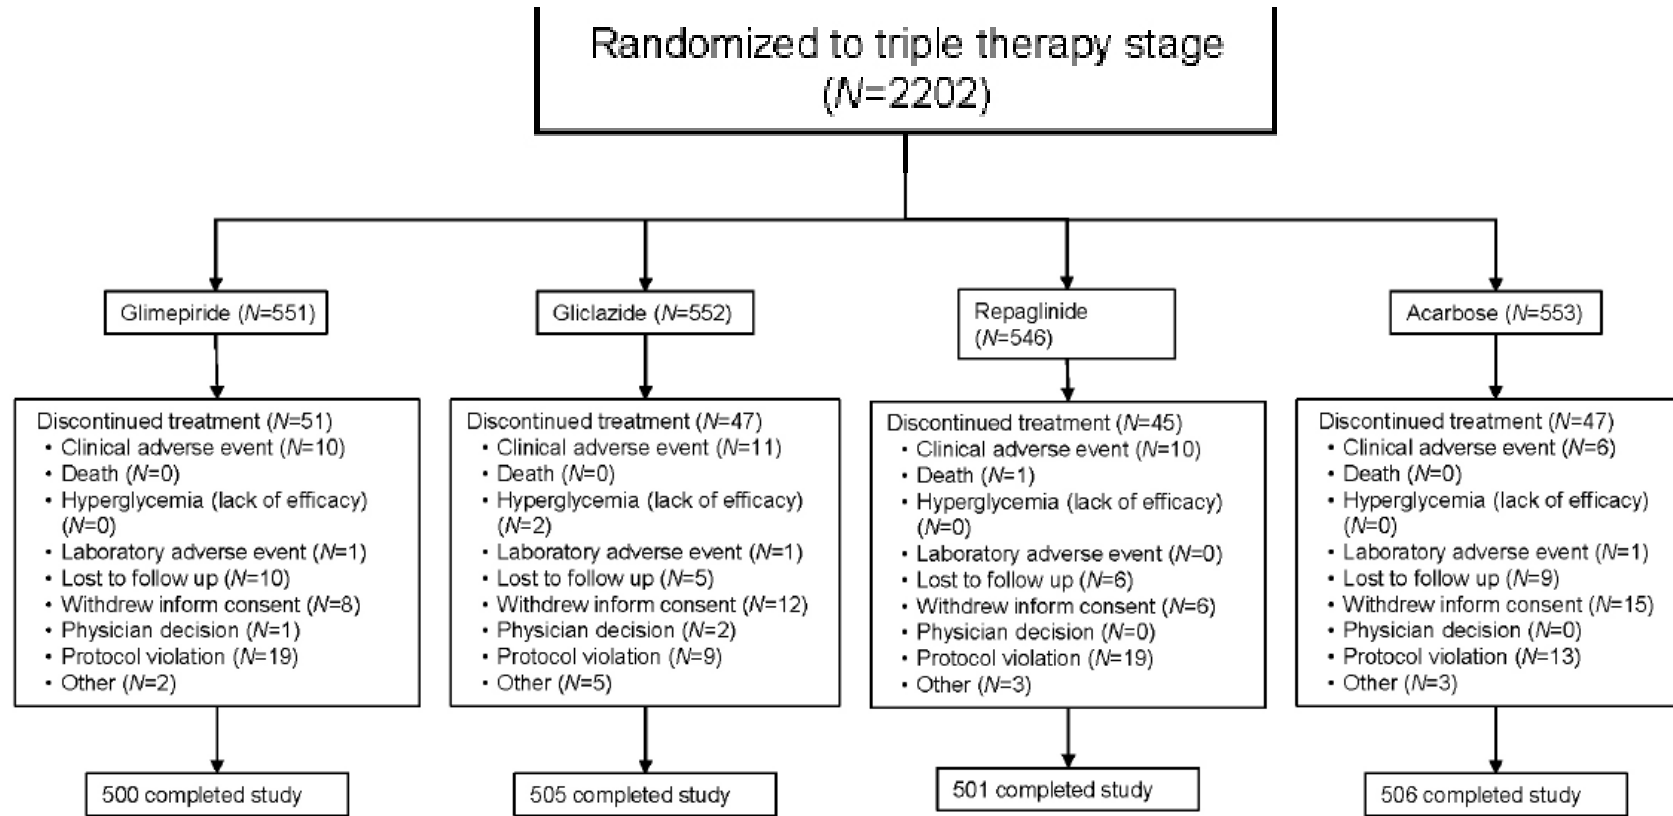 Randomized to triple therapy stage
(N=2202)
Glimepiride (N=551)
Gliclazide (N=552)
Repaglinide
(N=546)
Acarbose (N=553)
Discontinued treatment (N=51)
• Clinical adverse event (N=10)
• Death (N=0)
• Hyperglycemia (lack of efficacy)
(N=0)
• Laboratory adverse event (N=1)
• Lost to follow up (N=10)
• Withdrew inform consent (N=8)
• Physician decision (N=1)
• Protocol violation (N=19)
• Other (N=2)
Discontinued treatment (N=47)
• Clinical adverse event (N=11)
• Death (N=0)
• Hyperglycemia (lack of efficacy)
(N=2)
• Laboratory adverse event (N=1)
• Lost to follow up (N=5)
• Withdrew inform consent (N=12)
• Physician decision (N=2)
• Protocol violation (N=9)
• Other (N=5)
Discontinued treatment (N=45)
• Clinical adverse event (N=10)
• Death (N=1)
• Hyperglycemia (lack of efficacy)
(N=0)
• Laboratory adverse event (N=0)
• Lost to follow up (N=6)
• Withdrew inform consent (N=6)
• Physician decision (N=0)
• Protocol violation (N=19)
• Other (N=3)
Discontinued treatment (N=47)
• Clinical adverse event (N=6)
• Death (N=0)
• Hyperglycemia (lack of efficacy)
(N=0)
• Laboratory adverse event (N=1)
• Lost to follow up (N=9)
• Withdrew inform consent (N=15)
• Physician decision (N=0)
• Protocol violation (N=13)
• Other (N=3)
500 completed study
505 completed study
501 completed study
506 completed study